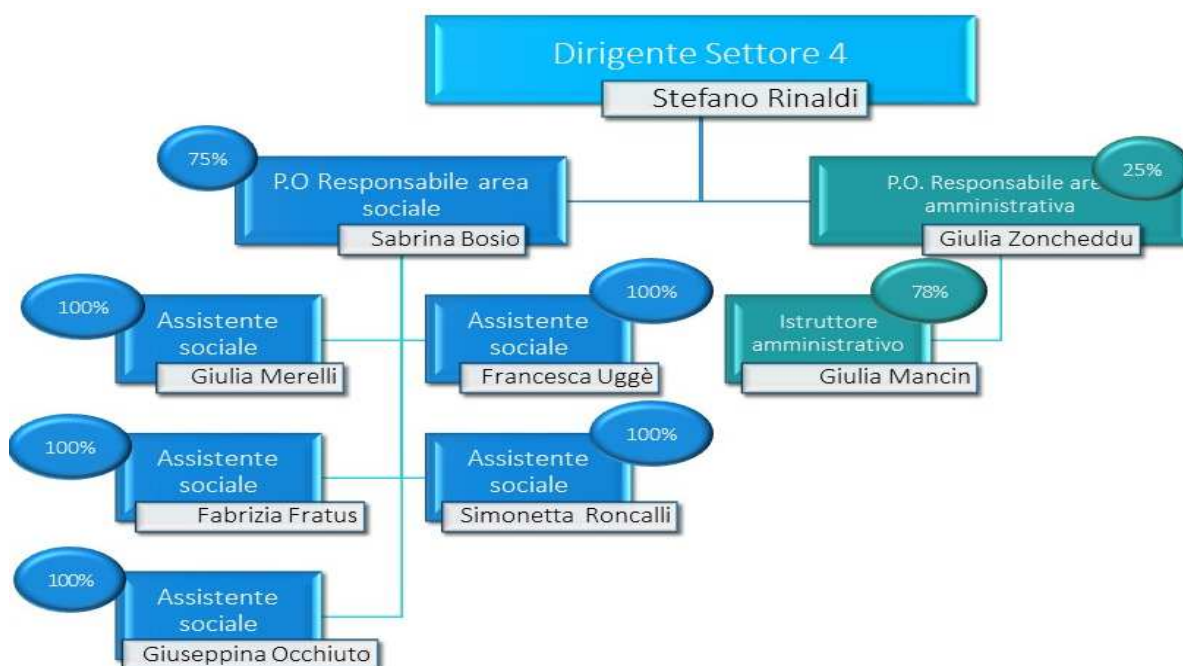 Dirigente Settore 4
Stefano Rinaldi
75%
P.O Responsabile area
sociale
Sabrina Bosio
25%
P.O. Responsabile
amministrativa
Giulia Zoncheddu
100%
Assistente
sociale
Giulia Merelli
100%
Assistente
sociale
Francesca Uggè
78%
Istruttore
amministrativo
Giulia Mancin
100%
Assistente
sociale
Fabrizia Fratus
100%
Assistente
sociale
Simonetta Roncalli
100%
Assistente
sociale
Giuseppina Occhiuto